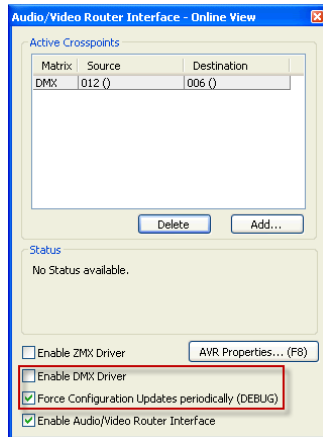 Audio/Video Router Interface - Online View
Active Crosspoints
Matrix Source Destination
DMX 012 () 006 ()
Delete Add...
Status
No Status available.
Enable ZMX Driver AVR Properties... (F8)
Enable DMX Driver
Force Configuration Updates periodically (DEBUG)
Enable Audio/Video Router Interface